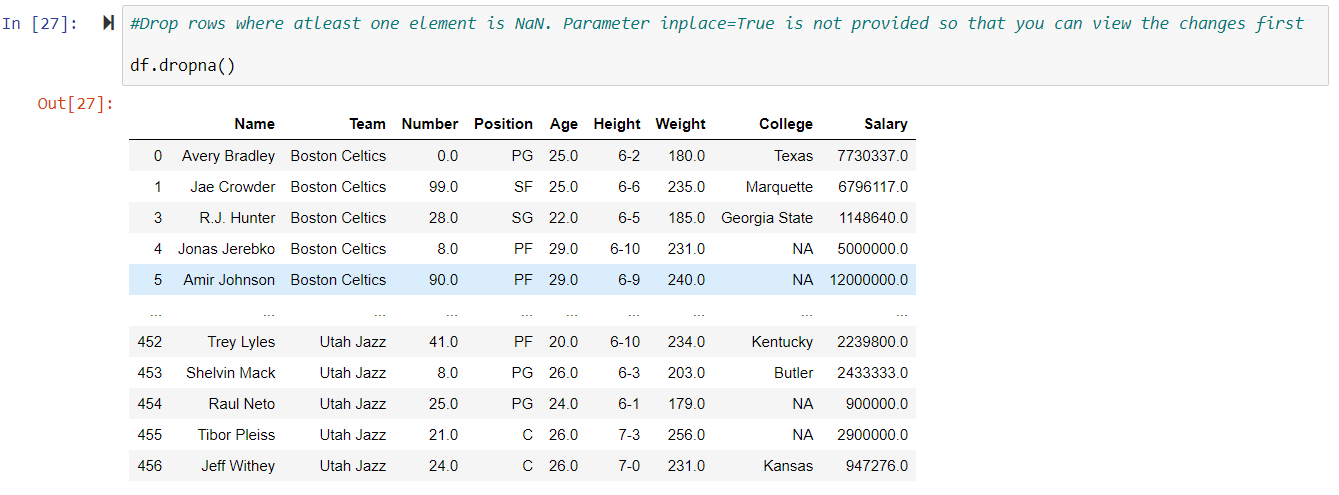 In [27]: #Drop rows where atleast one element is NaN. Parameter inplace=True is not provided so that you can view the changes first
df.dropna()
Out[27]:
Name Team Number Position Age Height Weight College Salary
0 Avery Bradley Boston Celtics 0.0 PG 25.0 6-2 180.0 Texas 7730337.0
1 Jae Crowder Boston Celtics 99.0 SF 25.0 6-6 235.0 Marquette 6796117.0
3 R.J. Hunter Boston Celtics 28.0 SG 22.0 6-5 185.0 Georgia State 1148640.0
4 Jonas Jerebko Boston Celtics 8.0 PF 29.0 6-10 231.0 NA 5000000.0
5 Amir Johnson Boston Celtics 90.0 PF 29.0 6-9 240.0 NA 12000000.0
... ... ... ... ... ... ... ... ... ...
452 Trey Lyles Utah Jazz 41.0 PF 20.0 6-10 234.0 Kentucky 2239800.0
453 Shelvin Mack Utah Jazz 8.0 PG 26.0 6-3 203.0 Butler 2433333.0
454 Raul Neto Utah Jazz 25.0 PG 24.0 6-1 179.0 NA 900000.0
455 Tibor Pleiss Utah Jazz 21.0 C 26.0 7-3 256.0 NA 2900000.0
456 Jeff Withey Utah Jazz 24.0 C 26.0 7-0 231.0 Kansas 947276.0